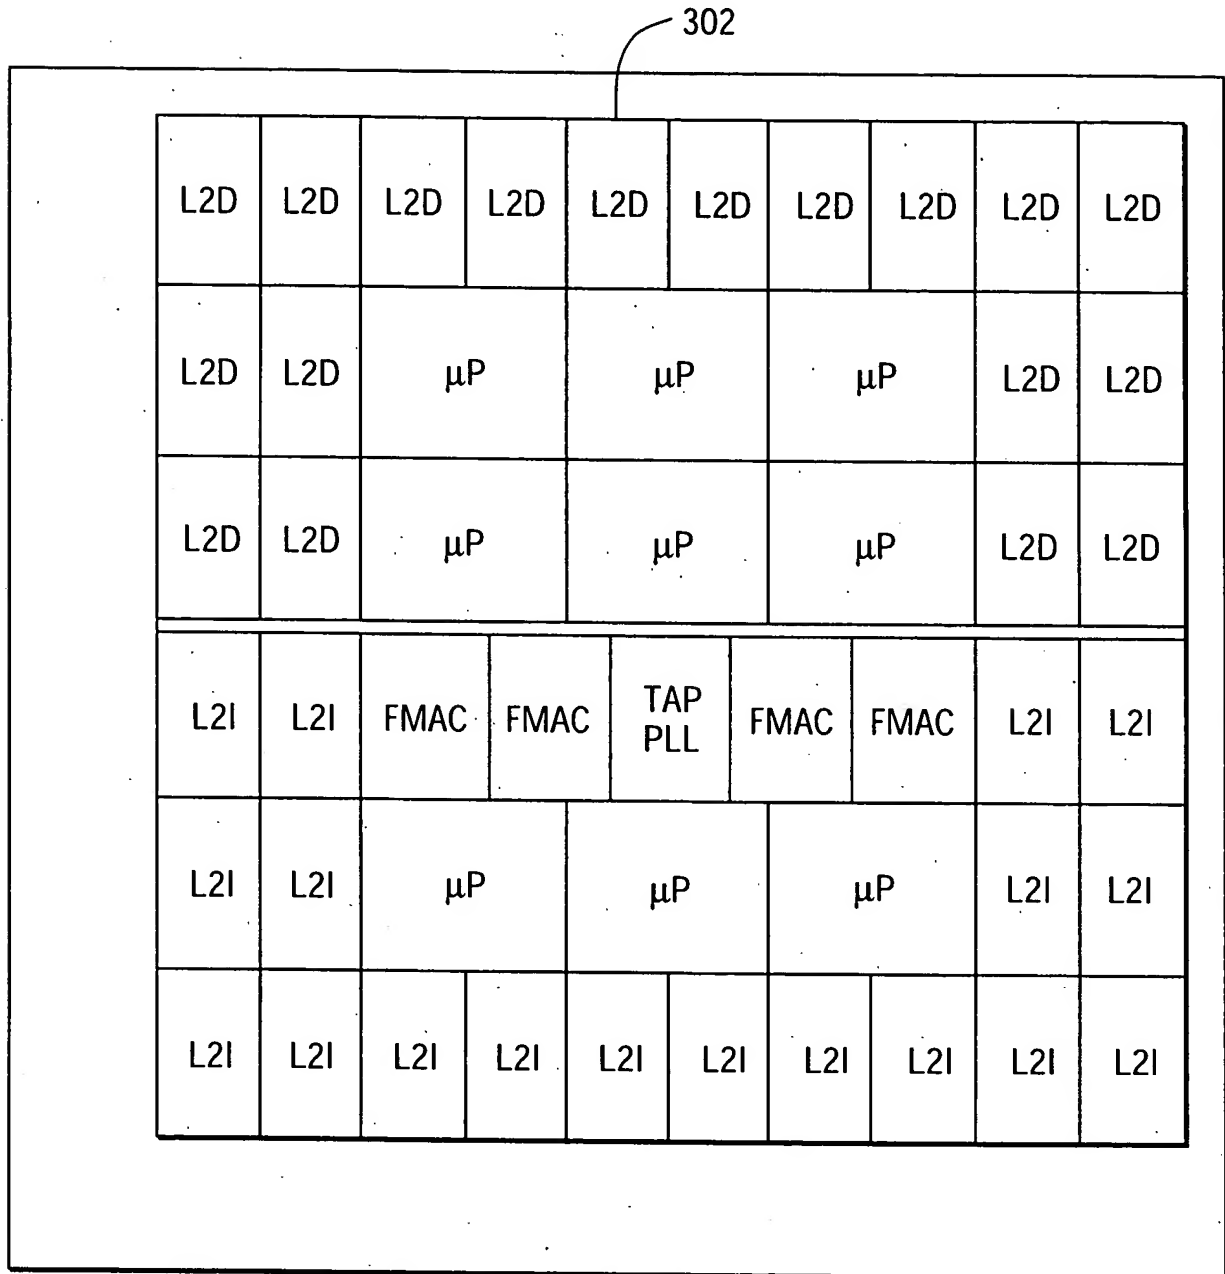 302
L2D L2D L2D L2D L2D L2D L2D L2D L2D L2D
L2D L2D μP μP μP L2D L2D
L2D L2D μP μP μP L2D L2D
L2I L2I FMAC FMAC TAP PLL FMAC FMAC L2I L2I
L2I L2I μP μP μP L2I L2I
L2I L2I L2I L2I L2I L2I L2I L2I L2I L2I